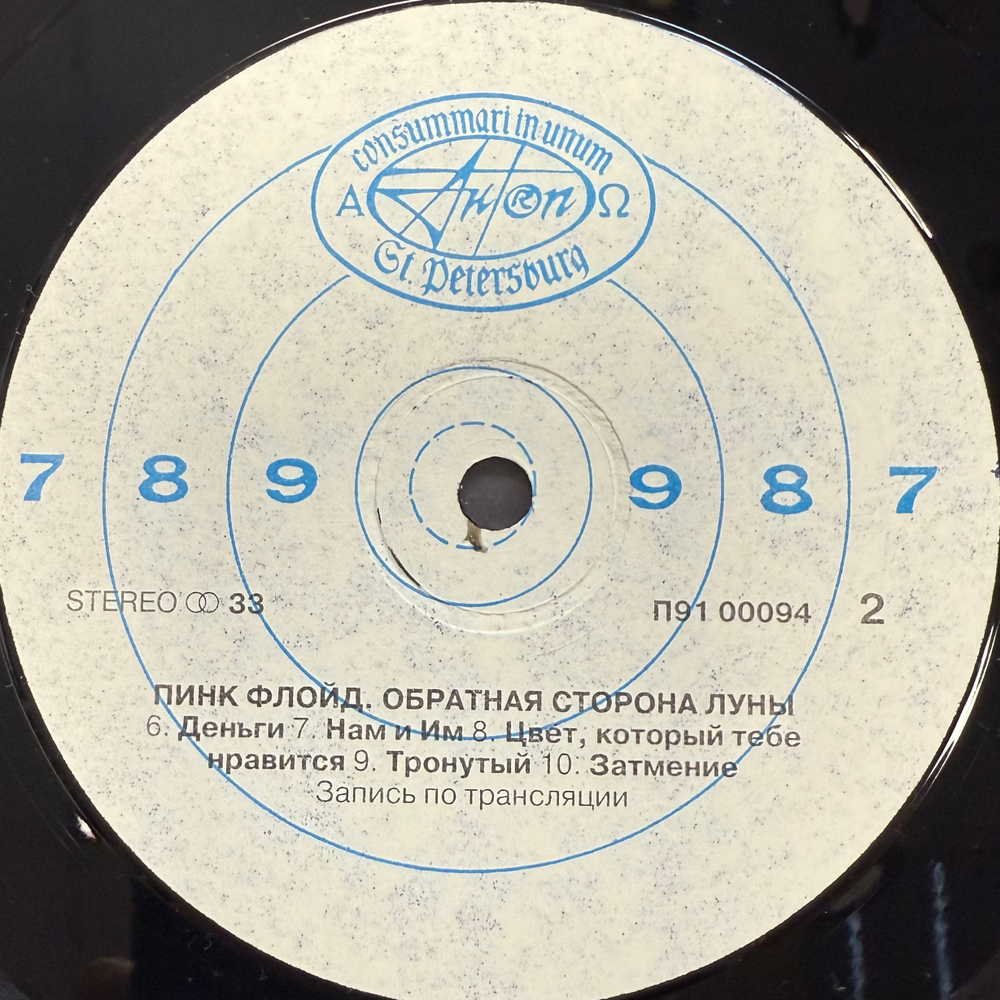 consummari in unum
Α АнтRоп Ω
St. Petersburg
7 8 9 9 8 7
STEREO 33 П91 00094 2
ПИНК ФЛОЙД. ОБРАТНАЯ СТОРОНА ЛУНЫ
6. Деньги 7. Нам и Им 8. Цвет, который тебе
нравится 9. Тронутый 10. Затмение
Запись по трансляции